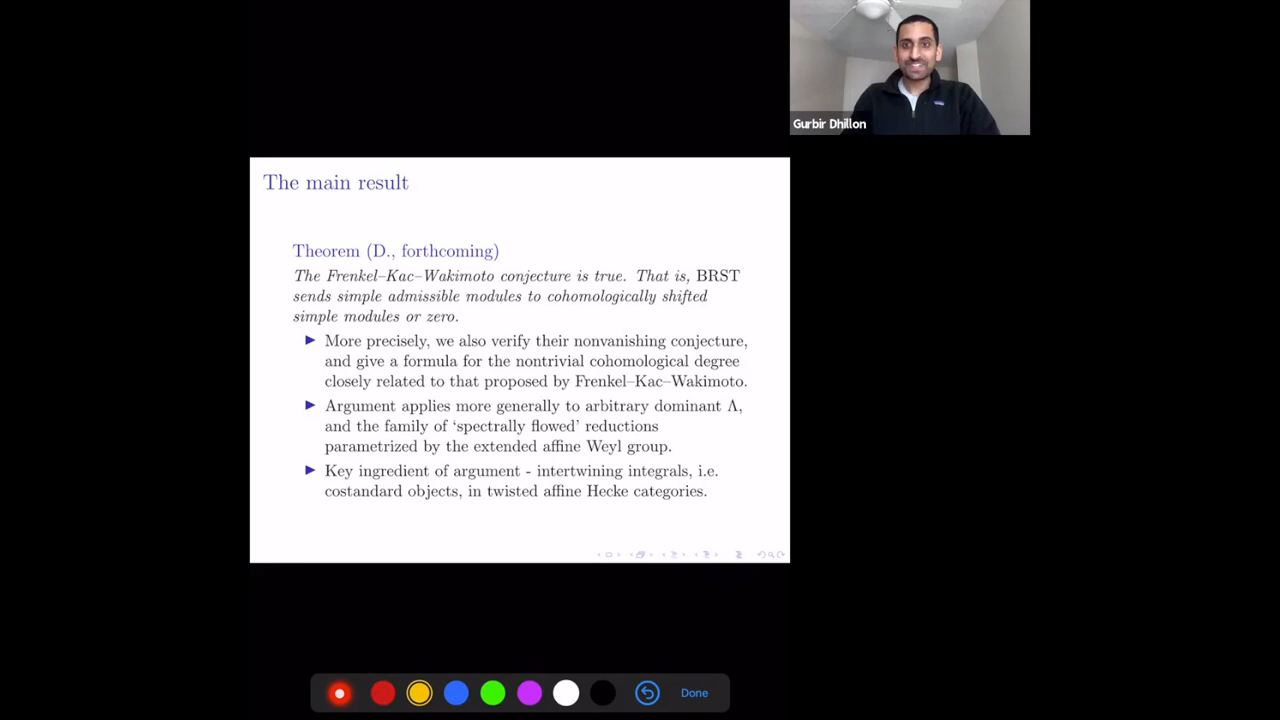 Gurbir Dhillon
The main result
Theorem (D., forthcoming)
The Frenkel–Kac–Wakimoto conjecture is true. That is, BRST
sends simple admissible modules to cohomologically shifted
simple modules or zero.
▶ More precisely, we also verify their nonvanishing conjecture,
and give a formula for the nontrivial cohomological degree
closely related to that proposed by Frenkel–Kac–Wakimoto.
▶ Argument applies more generally to arbitrary dominant Λ,
and the family of ‘spectrally flowed’ reductions
parametrized by the extended affine Weyl group.
▶ Key ingredient of argument - intertwining integrals, i.e.
costandard objects, in twisted affine Hecke categories.
Done